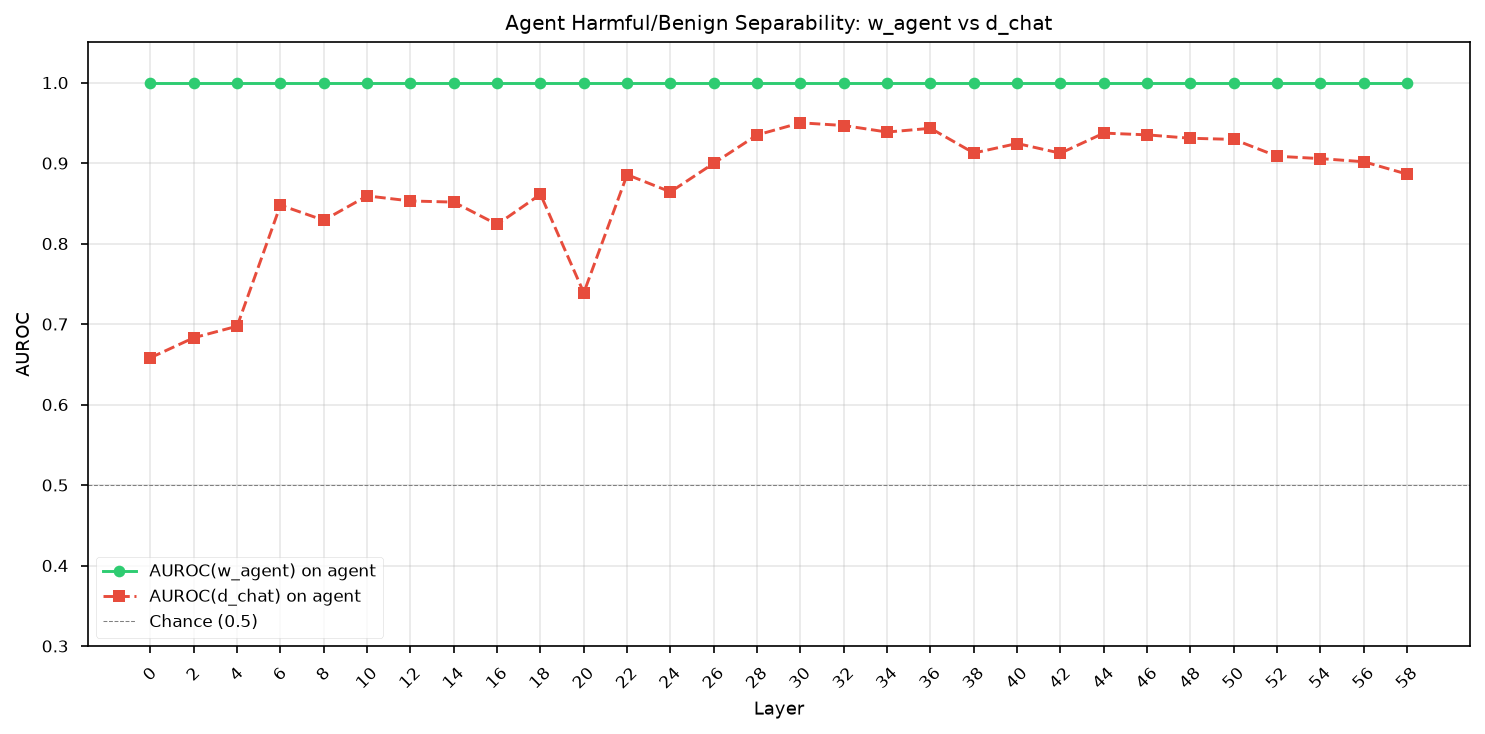 Agent Harmful/Benign Separability: w_agent vs d_chat
AUROC
1.0
0.9
0.8
0.7
0.6
0.5
0.4
0.3
AUROC(w_agent) on agent
AUROC(d_chat) on agent
Chance (0.5)
0 2 4 6 8 10 12 14 16 18 20 22 24 26 28 30 32 34 36 38 40 42 44 46 48 50 52 54 56 58
Layer